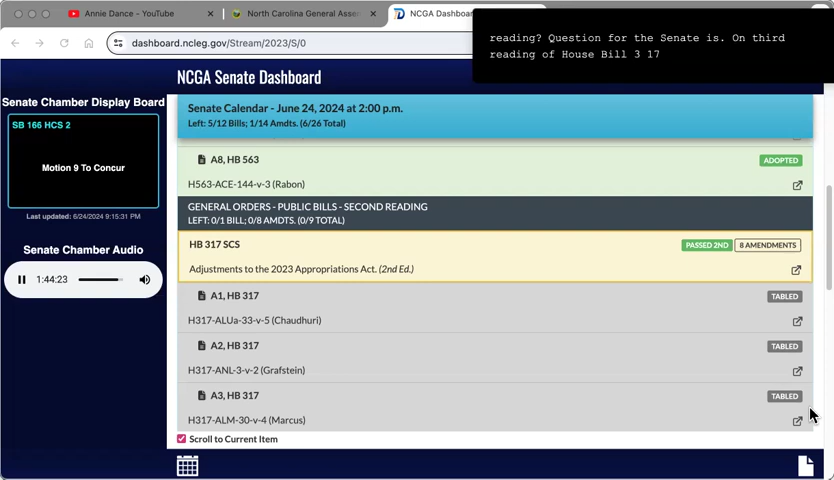 Annie Dance - YouTube
North Carolina General Assem
NCGA Dashboa
dashboard.ncleg.gov/Stream/2023/S/0
reading? Question for the Senate is. On third
reading of House Bill 3 17
NCGA Senate Dashboard
Senate Chamber Display Board
SB 166 HCS 2
Motion 9 To Concur
Last updated: 6/24/2024 9:15:31 PM
Senate Chamber Audio
1:44:23
Senate Calendar - June 24, 2024 at 2:00 p.m.
Left: 5/12 Bills; 1/14 Amdts. (6/26 Total)
A8, HB 563
ADOPTED
H563-ACE-144-v-3 (Rabon)
GENERAL ORDERS - PUBLIC BILLS - SECOND READING
LEFT: 0/1 BILL; 0/8 AMDTS. (0/9 TOTAL)
HB 317 SCS
PASSED 2ND
8 AMENDMENTS
Adjustments to the 2023 Appropriations Act. (2nd Ed.)
A1, HB 317
TABLED
H317-ALUa-33-v-5 (Chaudhuri)
A2, HB 317
TABLED
H317-ANL-3-v-2 (Grafstein)
A3, HB 317
TABLED
H317-ALM-30-v-4 (Marcus)
Scroll to Current Item